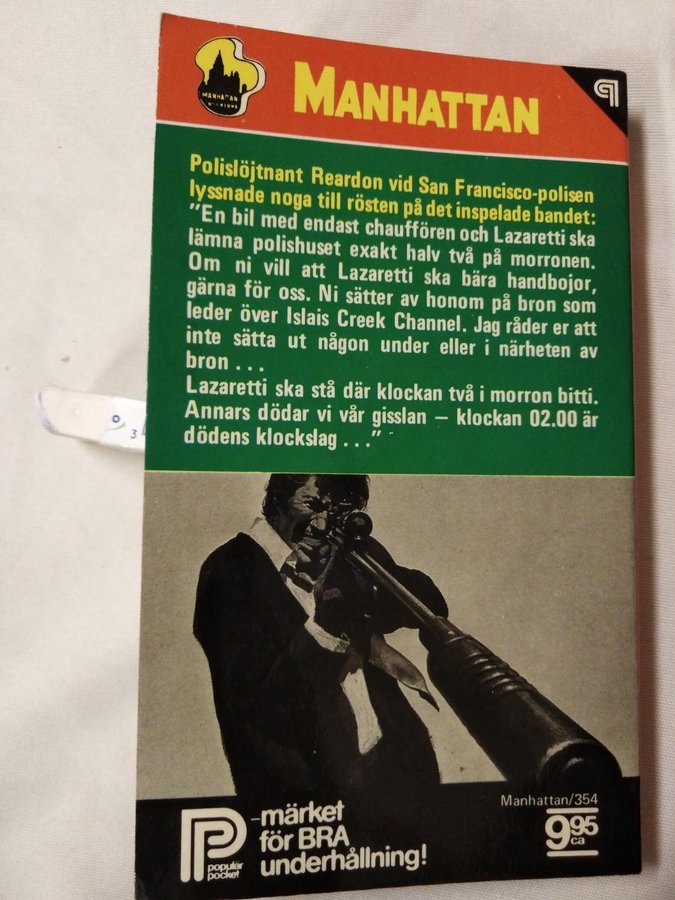 MANHATTAN
MANHATTAN
Polislöjtnant Reardon vid San Francisco-polisen
lyssnade noga till rösten på det inspelade bandet:
"En bil med endast chauffören och Lazaretti ska
lämna polishuset exakt halv två på morronen.
Om ni vill att Lazaretti ska bära handbojor,
gärna för oss. Ni sätter av honom på bron som
leder över Islais Creek Channel. Jag råder er att
inte sätta ut någon under eller i närheten av
bron . . .
Lazaretti ska stå där klockan två i morron bitti.
Annars dödar vi vår gisslan – klockan 02.00 är
dödens klockslag . . ."
3
Manhattan/354
9.95
ca
P
populär
pocket
-märket
för BRA
underhållning!